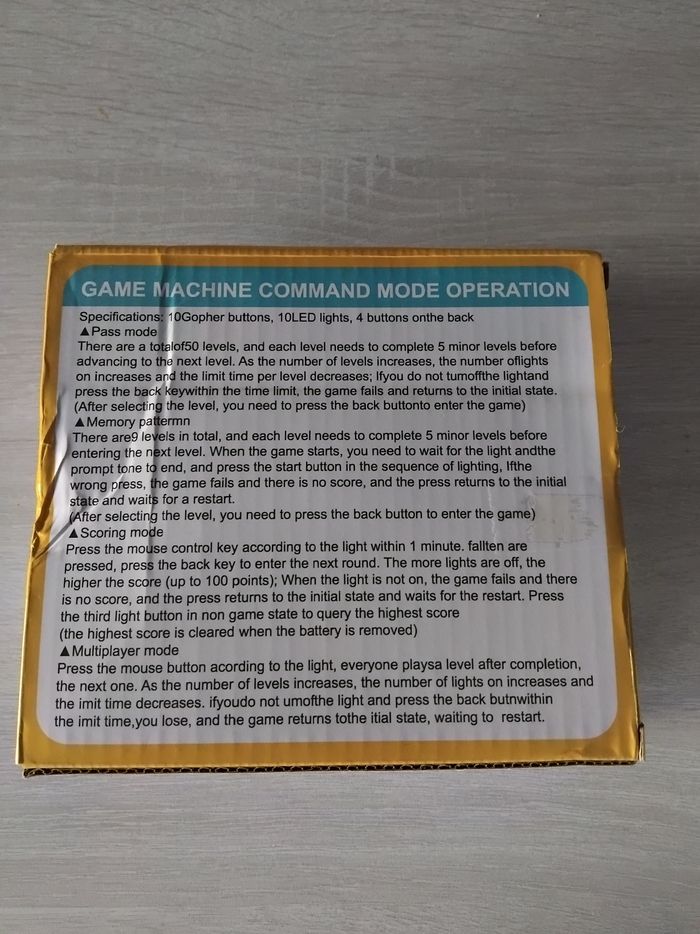 GAME MACHINE COMMAND MODE OPERATION
Specifications: 10Gopher buttons, 10LED lights, 4 buttons onthe back
▲Pass mode
There are a totalof50 levels, and each level needs to complete 5 minor levels before
advancing to the next level. As the number of levels increases, the number oflights
on increases and the limit time per level decreases; Ifyou do not tumoffthe lightand
press the back keywithin the time limit, the game fails and returns to the initial state.
(After selecting the level, you need to press the back buttonto enter the game)
▲Memory pattermn
There are9 levels in total, and each level needs to complete 5 minor levels before
entering the next level. When the game starts, you need to wait for the light andthe
prompt tone to end, and press the start button in the sequence of lighting, Ifthe
wrong press, the game fails and there is no score, and the press returns to the initial
state and waits for a restart.
(After selecting the level, you need to press the back button to enter the game)
▲Scoring mode
Press the mouse control key according to the light within 1 minute. fallten are
pressed, press the back key to enter the next round. The more lights are off, the
higher the score (up to 100 points); When the light is not on, the game fails and there
is no score, and the press returns to the initial state and waits for the restart. Press
the third light button in non game state to query the highest score
(the highest score is cleared when the battery is removed)
▲Multiplayer mode
Press the mouse button acording to the light, everyone playsa level after completion,
the next one. As the number of levels increases, the number of lights on increases and
the imit time decreases. ifyoudo not umofthe light and press the back butnwithin
the imit time,you lose, and the game returns tothe itial state, waiting to restart.